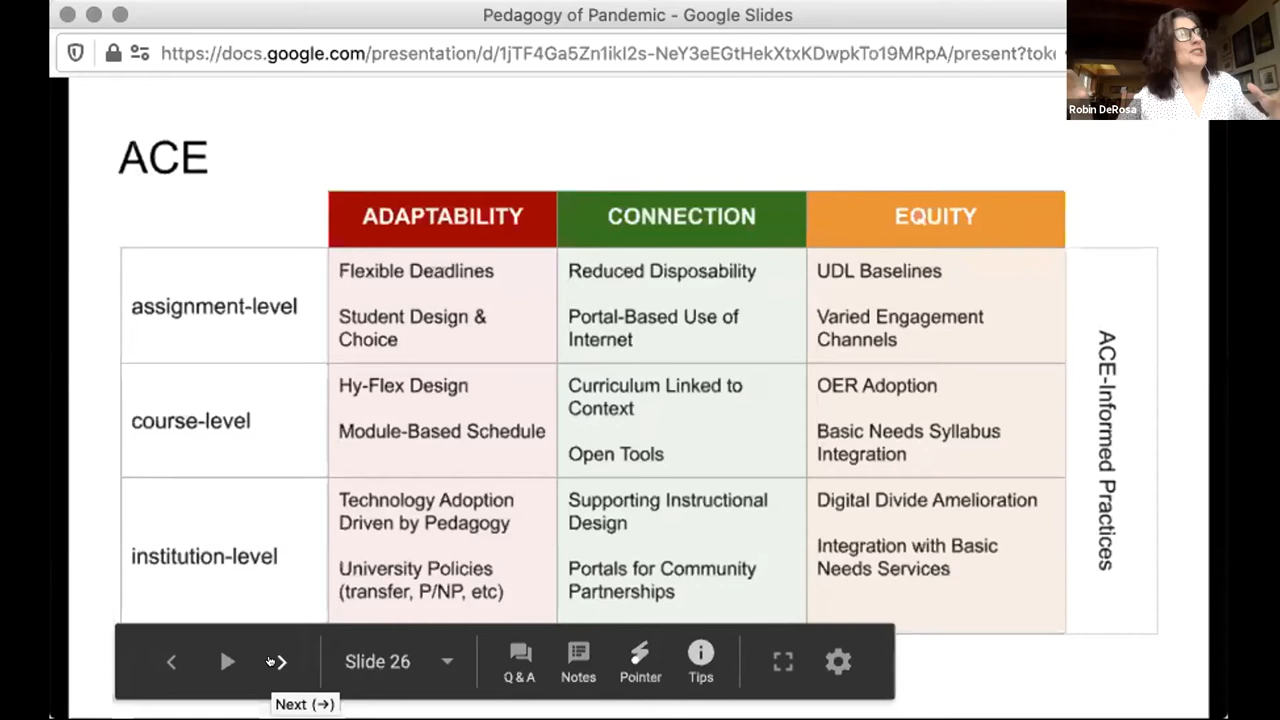 Pedagogy of Pandemic - Google Slides
https://docs.google.com/presentation/d/1jTF4Ga5Zn1ikI2s-NeY3eEGtHekXtxKDwpkTo19MRpA/present?toke
Robin DeRosa
ACE
ADAPTABILITY
CONNECTION
EQUITY
assignment-level
Flexible Deadlines
Student Design &
Choice
Reduced Disposability
Portal-Based Use of
Internet
UDL Baselines
Varied Engagement
Channels
course-level
Hy-Flex Design
Module-Based Schedule
Curriculum Linked to
Context
Open Tools
OER Adoption
Basic Needs Syllabus
Integration
institution-level
Technology Adoption
Driven by Pedagogy
University Policies
(transfer, P/NP, etc)
Supporting Instructional
Design
Portals for Community
Partnerships
Digital Divide Amelioration
Integration with Basic
Needs Services
ACE-Informed Practices
Slide 26
Q & A
Notes
Pointer
Tips
Next (→)